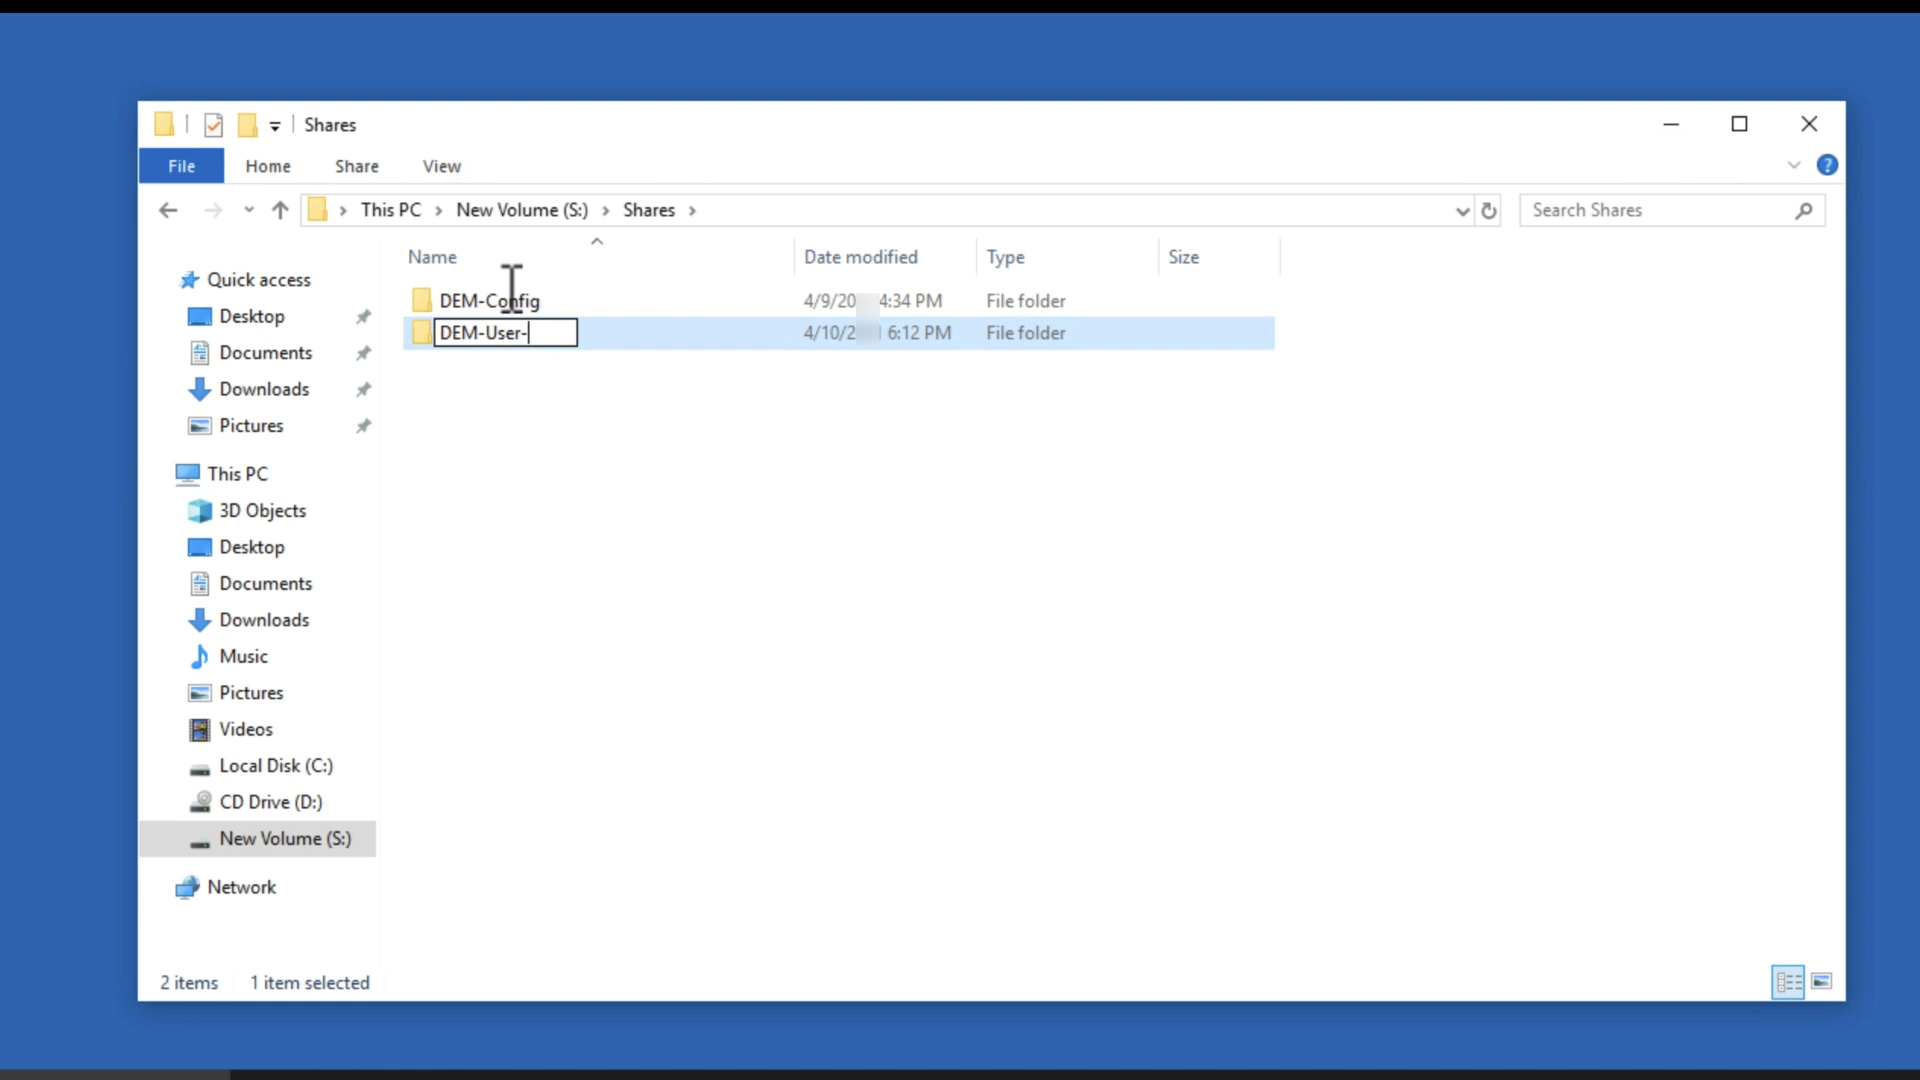 Shares
File Home Share View
This PC New Volume (S:) Shares
Search Shares
Name Date modified Type Size
DEM-Config 4/9/20 4:34 PM File folder
DEM-User- 4/10/2 6:12 PM File folder
Quick access
Desktop
Documents
Downloads
Pictures
This PC
3D Objects
Desktop
Documents
Downloads
Music
Pictures
Videos
Local Disk (C:)
CD Drive (D:)
New Volume (S:)
Network
2 items 1 item selected